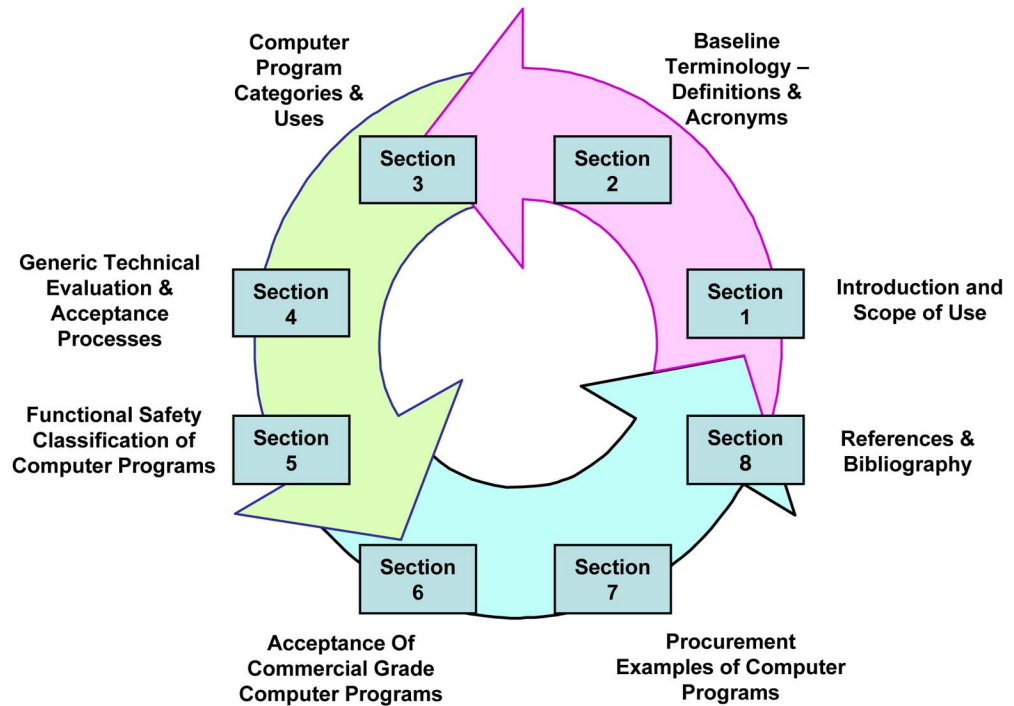 Computer
Program
Categories &
Uses
Baseline
Terminology –
Definitions &
Acronyms
Section
3
Section
2
Generic Technical
Evaluation &
Acceptance
Processes
Section
4
Section
1
Introduction and
Scope of Use
Functional Safety
Classification of
Computer Programs
Section
5
Section
8
References &
Bibliography
Section
6
Section
7
Acceptance Of
Commercial Grade
Computer Programs
Procurement
Examples of Computer
Programs